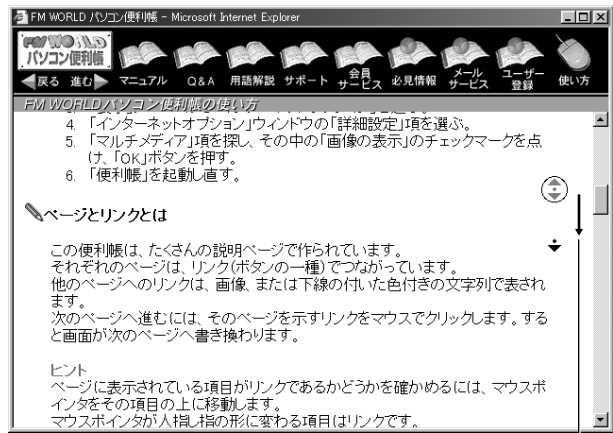 FM WORLD パソコン便利帳 - Microsoft Internet Explorer
FM WORLD
パソコン便利帳
戻る 進む マニュアル Q&A 用語解説 サポート 会員サービス 必見情報 メールサービス ユーザー登録 使い方
FM WORLDパソコン便利帳の使い方
4. 「インターネットオプション」ウィンドウの「詳細設定」項を選ぶ。
5. 「マルチメディア」項を探し、その中の「画像の表示」のチェックマークを点
け、「OK」ボタンを押す。
6. 「便利帳」を起動し直す。
ページとリンクとは
この便利帳は、たくさんの説明ページで作られています。
それぞれのページは、リンク(ボタンの一種)でつながっています。
他のページへのリンクは、画像、または下線の付いた色付きの文字列で表され
ます。
次のページへ進むには、そのページを示すリンクをマウスでクリックします。する
と画面が次のページへ書き換わります。
ヒント
ページに表示されている項目がリンクであるかどうかを確かめるには、マウスポ
インタをその項目の上に移動します。
マウスポインタが人指し指の形に変わる項目はリンクです。